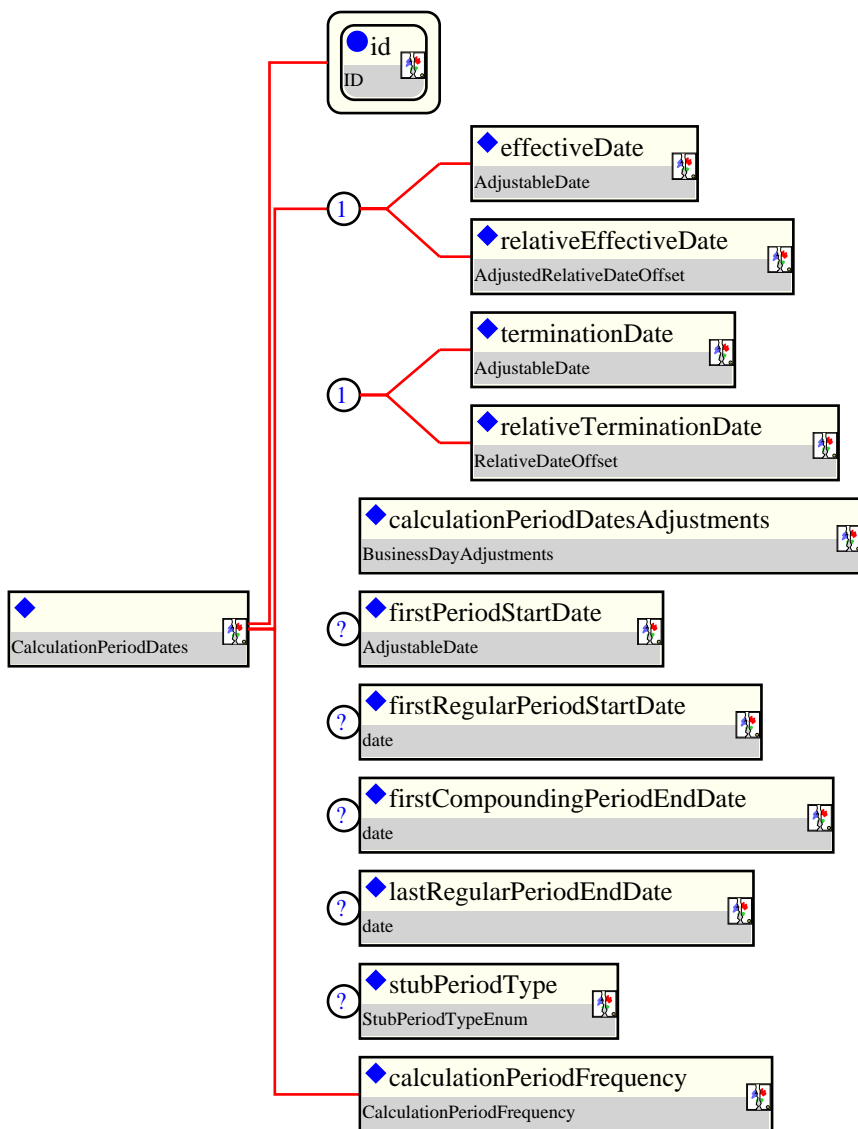 id
ID
effectiveDate
AdjustableDate
1
relativeEffectiveDate
AdjustedRelativeDateOffset
terminationDate
AdjustableDate
1
relativeTerminationDate
RelativeDateOffset
calculationPeriodDatesAdjustments
BusinessDayAdjustments
CalculationPeriodDates
?
firstPeriodStartDate
AdjustableDate
?
firstRegularPeriodStartDate
date
?
firstCompoundingPeriodEndDate
date
?
lastRegularPeriodEndDate
date
?
stubPeriodType
StubPeriodTypeEnum
calculationPeriodFrequency
CalculationPeriodFrequency